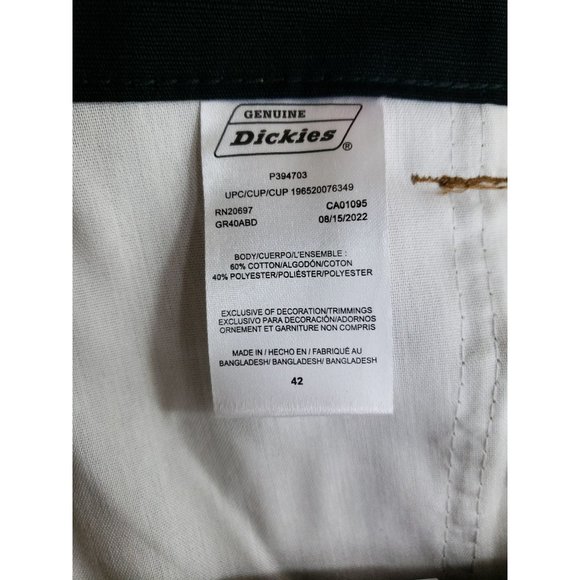 GENUINE
Dickies®
P394703
UPC/CUP/CUP 196520076349
RN20697 CA01095
GR40ABD 08/15/2022
BODY/CUERPO/L'ENSEMBLE :
60% COTTON/ALGODÓN/COTON
40% POLYESTER/POLIÉSTER/POLYESTER
EXCLUSIVE OF DECORATION/TRIMMINGS
EXCLUSIVO PARA DECORACIÓN/ADORNOS
ORNEMENT ET GARNITURE NON COMPRIS
MADE IN / HECHO EN / FABRIQUÉ AU
BANGLADESH/ BANGLADESH/ BANGLADESH
42